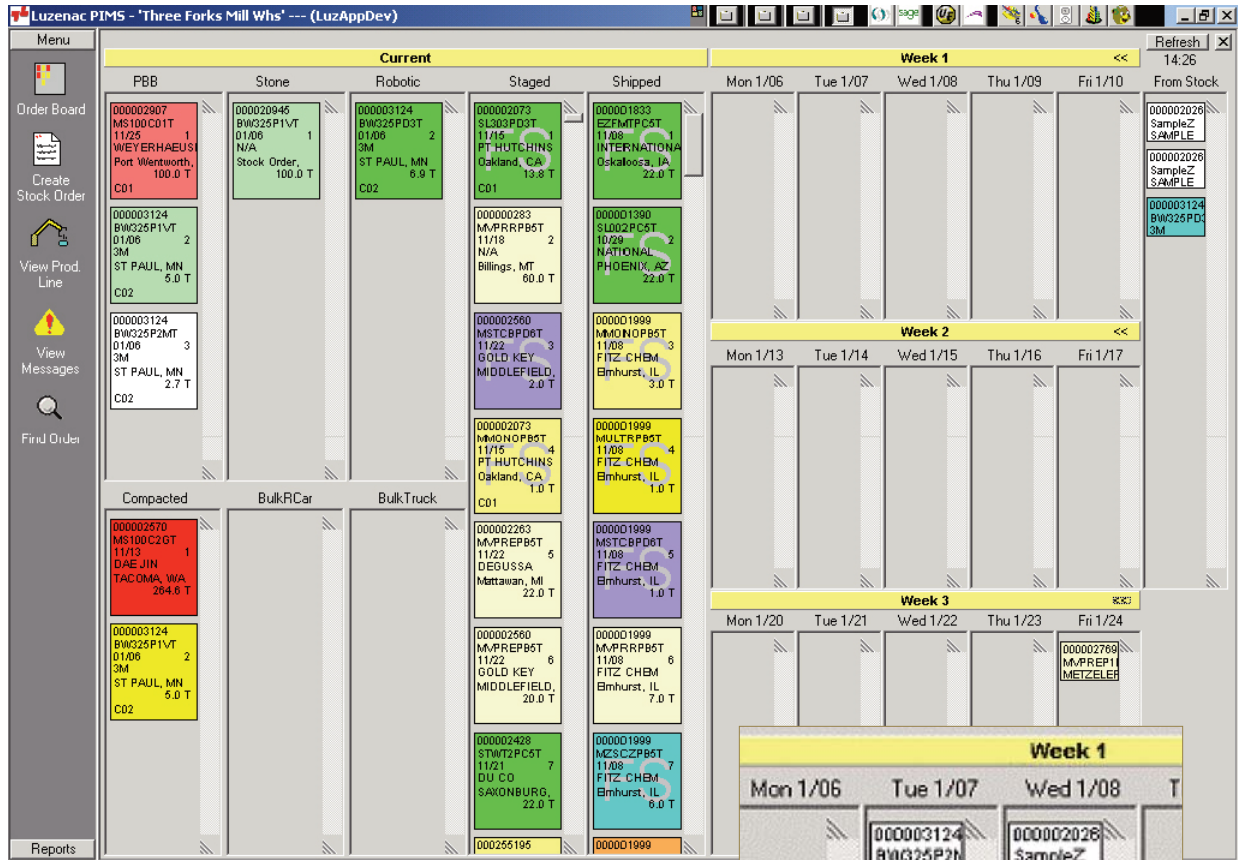 Luzenac PIMS - 'Three Forks Mill Whs' --- (LuzAppDev)
sage
Menu
Order Board
Create
Stock Order
View Prod.
Line
View
Messages
Find Order
Reports
Refresh
14:26
Current
PBB
Stone
Robotic
Staged
Shipped
000002907
MS100C01T
11/25 1
WEYERHAEUSI
Port Wentworth,
100.0 T
C01
000003124
BW325P1VT
01/06 2
3M
ST PAUL, MN
5.0 T
C02
000003124
BW325P2MT
01/06 3
3M
ST PAUL, MN
2.7 T
C02
000020945
BW325P1VT
01/06 1
N/A
Stock Order,
100.0 T
000003124
BW325PD3T
01/06 2
3M
ST PAUL, MN
6.9 T
C02
000002073
SL303PD3T
11/15 1
PT HUTCHINS
Oakland, CA
13.8 T
C01
FS
000000283
MVPRRPB5T
11/18 2
N/A
Billings, MT
60.0 T
000002560
MSTCBPD6T
11/22 3
GOLD KEY
MIDDLEFIELD,
2.0 T
FS
000002073
MMONOPB5T
11/15 4
PT HUTCHINS
Oakland, CA
1.0 T
C01
FS
000002263
MVPREPB5T
11/22 5
DEGUSSA
Mattawan, MI
22.0 T
000002560
MVPREPB5T
11/22 6
GOLD KEY
MIDDLEFIELD,
20.0 T
000002428
STWT2PC5T
11/21 7
DU CO
SAXONBURG,
22.0 T
000255195
000001833
EZFMTPC5T
11/08 1
INTERNATIONA
Oskaloosa, IA
22.0 T
FS
000001390
SL002PC5T
10/29 2
NATIONAL
PHOENIX, AZ
22.0 T
FS
000001999
MMONOPB5T
11/08 3
FITZ CHEM
Elmhurst, IL
3.0 T
FS
000001999
MULTRPB5T
11/08 4
FITZ CHEM
Elmhurst, IL
1.0 T
FS
000001999
MSTCBPD6T
11/08 5
FITZ CHEM
Elmhurst, IL
1.0 T
FS
000001999
MVPRRPB5T
11/08 6
FITZ CHEM
Elmhurst, IL
7.0 T
000001999
MZSCZPB5T
11/08 7
FITZ CHEM
Elmhurst, IL
6.0 T
FS
000001999
Compacted
BulkRCar
BulkTruck
000002570
MS100C2GT
11/13 1
DAE JIN
TACOMA, WA
264.6 T
000003124
BW325P1VT
01/06 2
3M
ST PAUL, MN
5.0 T
C02
Week 1 <<
Mon 1/06
Tue 1/07
Wed 1/08
Thu 1/09
Fri 1/10
From Stock
000002026
SampleZ
SAMPLE
000002026
SampleZ
SAMPLE
000003124
BW325PD3
3M
Week 2 <<
Mon 1/13
Tue 1/14
Wed 1/15
Thu 1/16
Fri 1/17
Week 3
Mon 1/20
Tue 1/21
Wed 1/22
Thu 1/23
Fri 1/24
000002769
MVPREP1I
METZELER
Week 1
Mon 1/06
Tue 1/07
Wed 1/08
T
000003124
BW325P2M
000002026
SampleZ